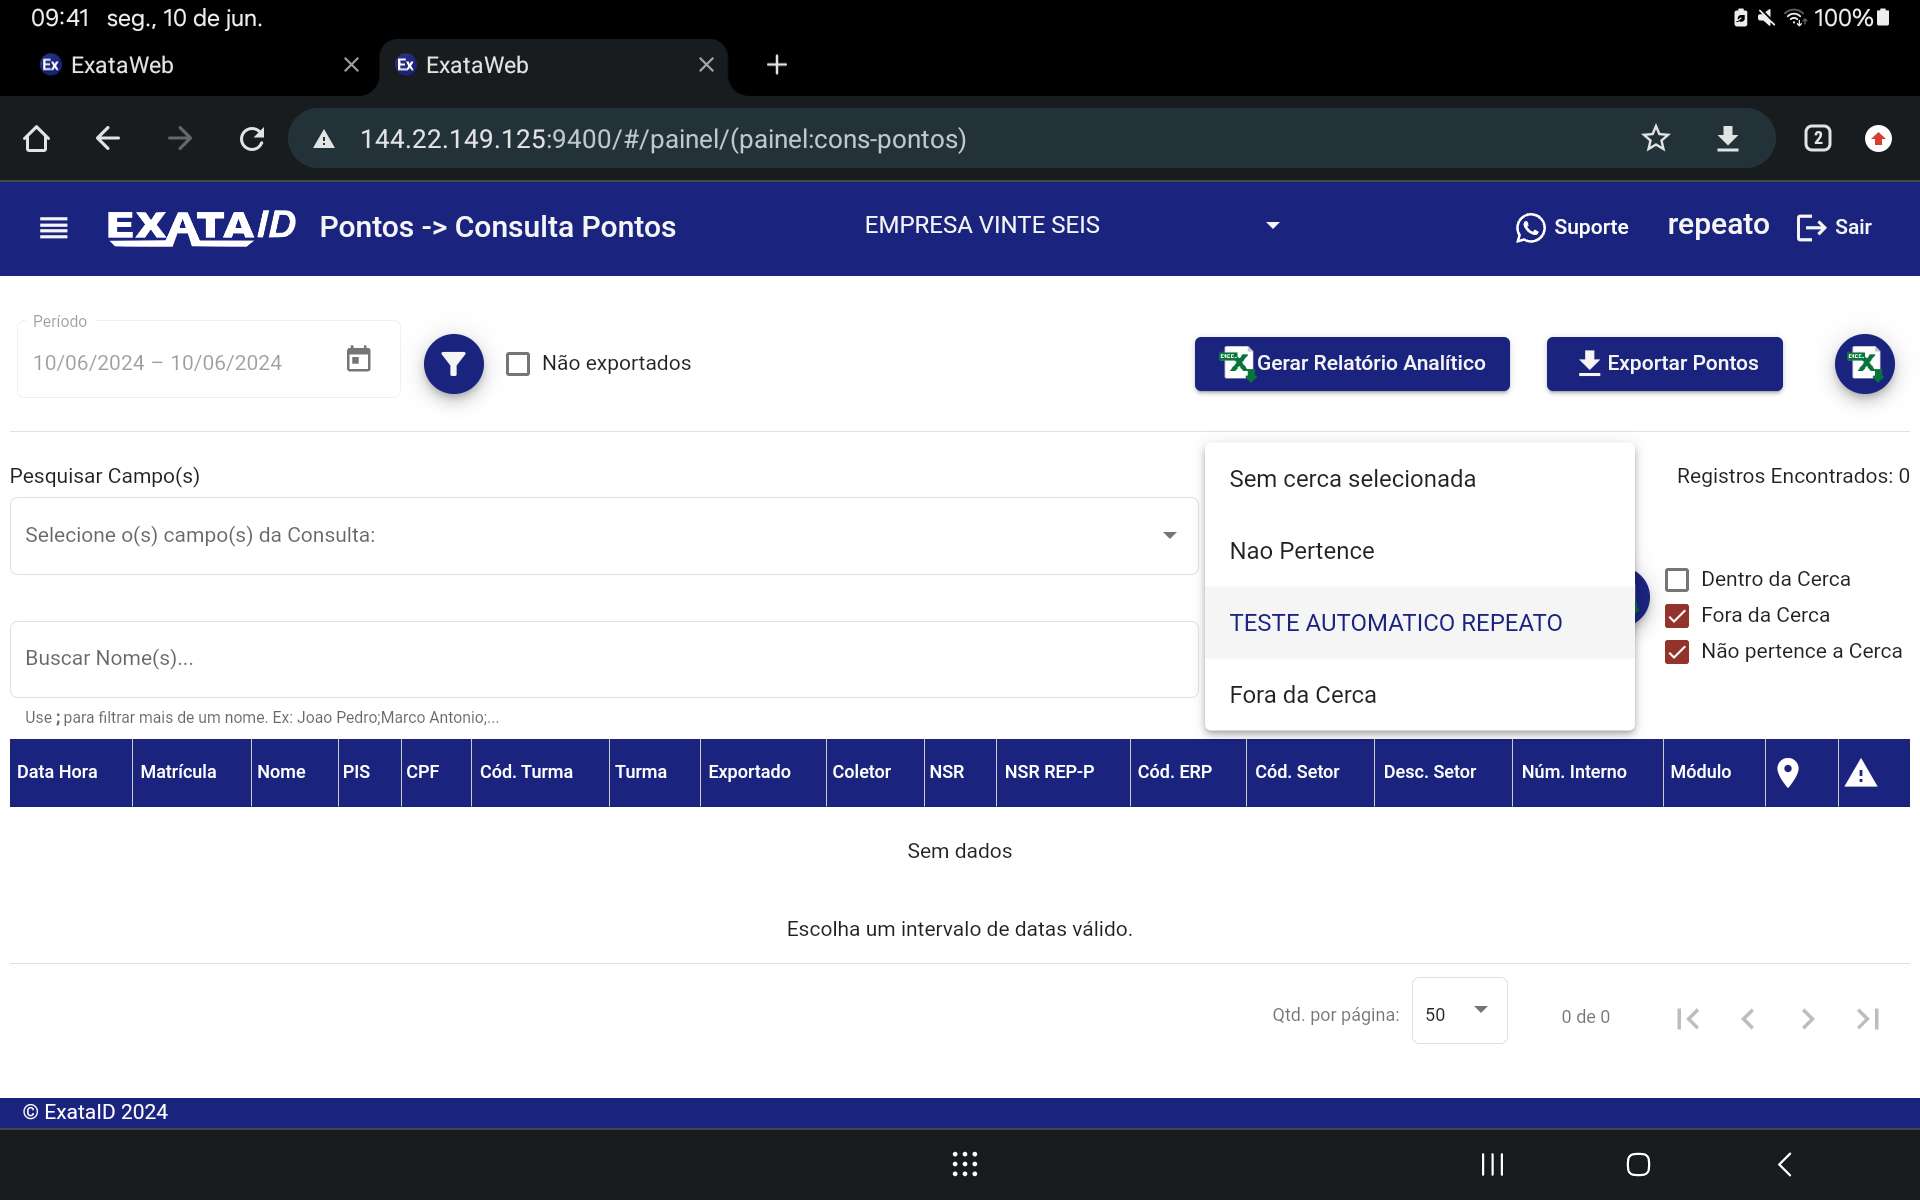 09:41 seg., 10 de jun.
100%
Ex ExataWeb
Ex ExataWeb
144.22.149.125:9400/#/painel/(painel:cons-pontos)
2
EXATAID Pontos -> Consulta Pontos
EMPRESA VINTE SEIS
Suporte
repeato
Sair
Período
10/06/2024 – 10/06/2024
Não exportados
Gerar Relatório Analítico
Exportar Pontos
Pesquisar Campo(s)
Registros Encontrados: 0
Selecione o(s) campo(s) da Consulta:
Sem cerca selecionada
Nao Pertence
TESTE AUTOMATICO REPEATO
Fora da Cerca
Dentro da Cerca
Fora da Cerca
Não pertence a Cerca
Buscar Nome(s)...
Use ; para filtrar mais de um nome. Ex: Joao Pedro;Marco Antonio;...
Data Hora Matrícula Nome PIS CPF Cód. Turma Turma Exportado Coletor NSR NSR REP-P Cód. ERP Cód. Setor Desc. Setor Núm. Interno Módulo
Sem dados
Escolha um intervalo de datas válido.
Qtd. por página: 50 0 de 0
© ExataID 2024